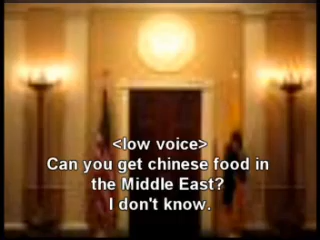 <low voice>
Can you get chinese food in
the Middle East?
I don't know.